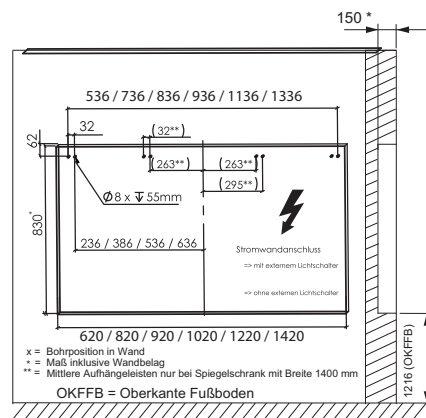 150 *
536 / 736 / 836 / 936 / 1136 / 1336
62
32
(32**)
(263**)
(263**)
(295**)
Ø8 x ↧ 55mm
830*
236 / 386 / 536 / 636
Stromwandanschluss
=> mit externem Lichtschalter
=> ohne externen Lichtschalter
620 / 820 / 920 / 1020 / 1220 / 1420
x = Bohrposition in Wand
* = Maß inklusive Wandbelag
** = Mittlere Aufhängeleisten nur bei Spiegelschrank mit Breite 1400 mm
OKFFB = Oberkante Fußboden
1216 (OKFFB)